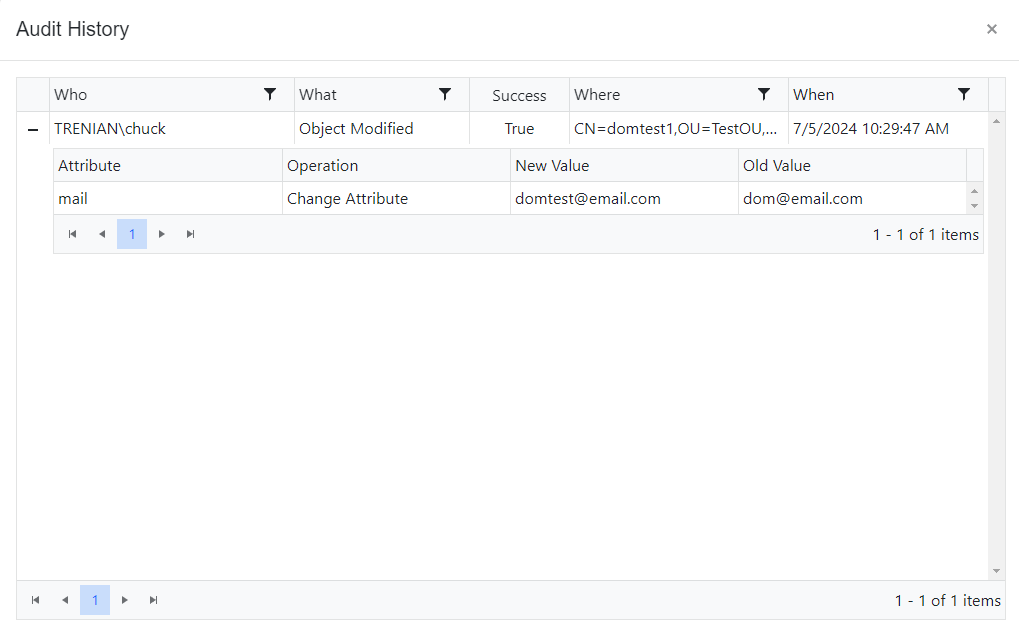 Audit History ×
Who What Success Where When
TRENIAN\chuck Object Modified True CN=domtest1,OU=TestOU,... 7/5/2024 10:29:47 AM
Attribute Operation New Value Old Value
mail Change Attribute domtest@email.com dom@email.com
1 1 - 1 of 1 items
1 1 - 1 of 1 items